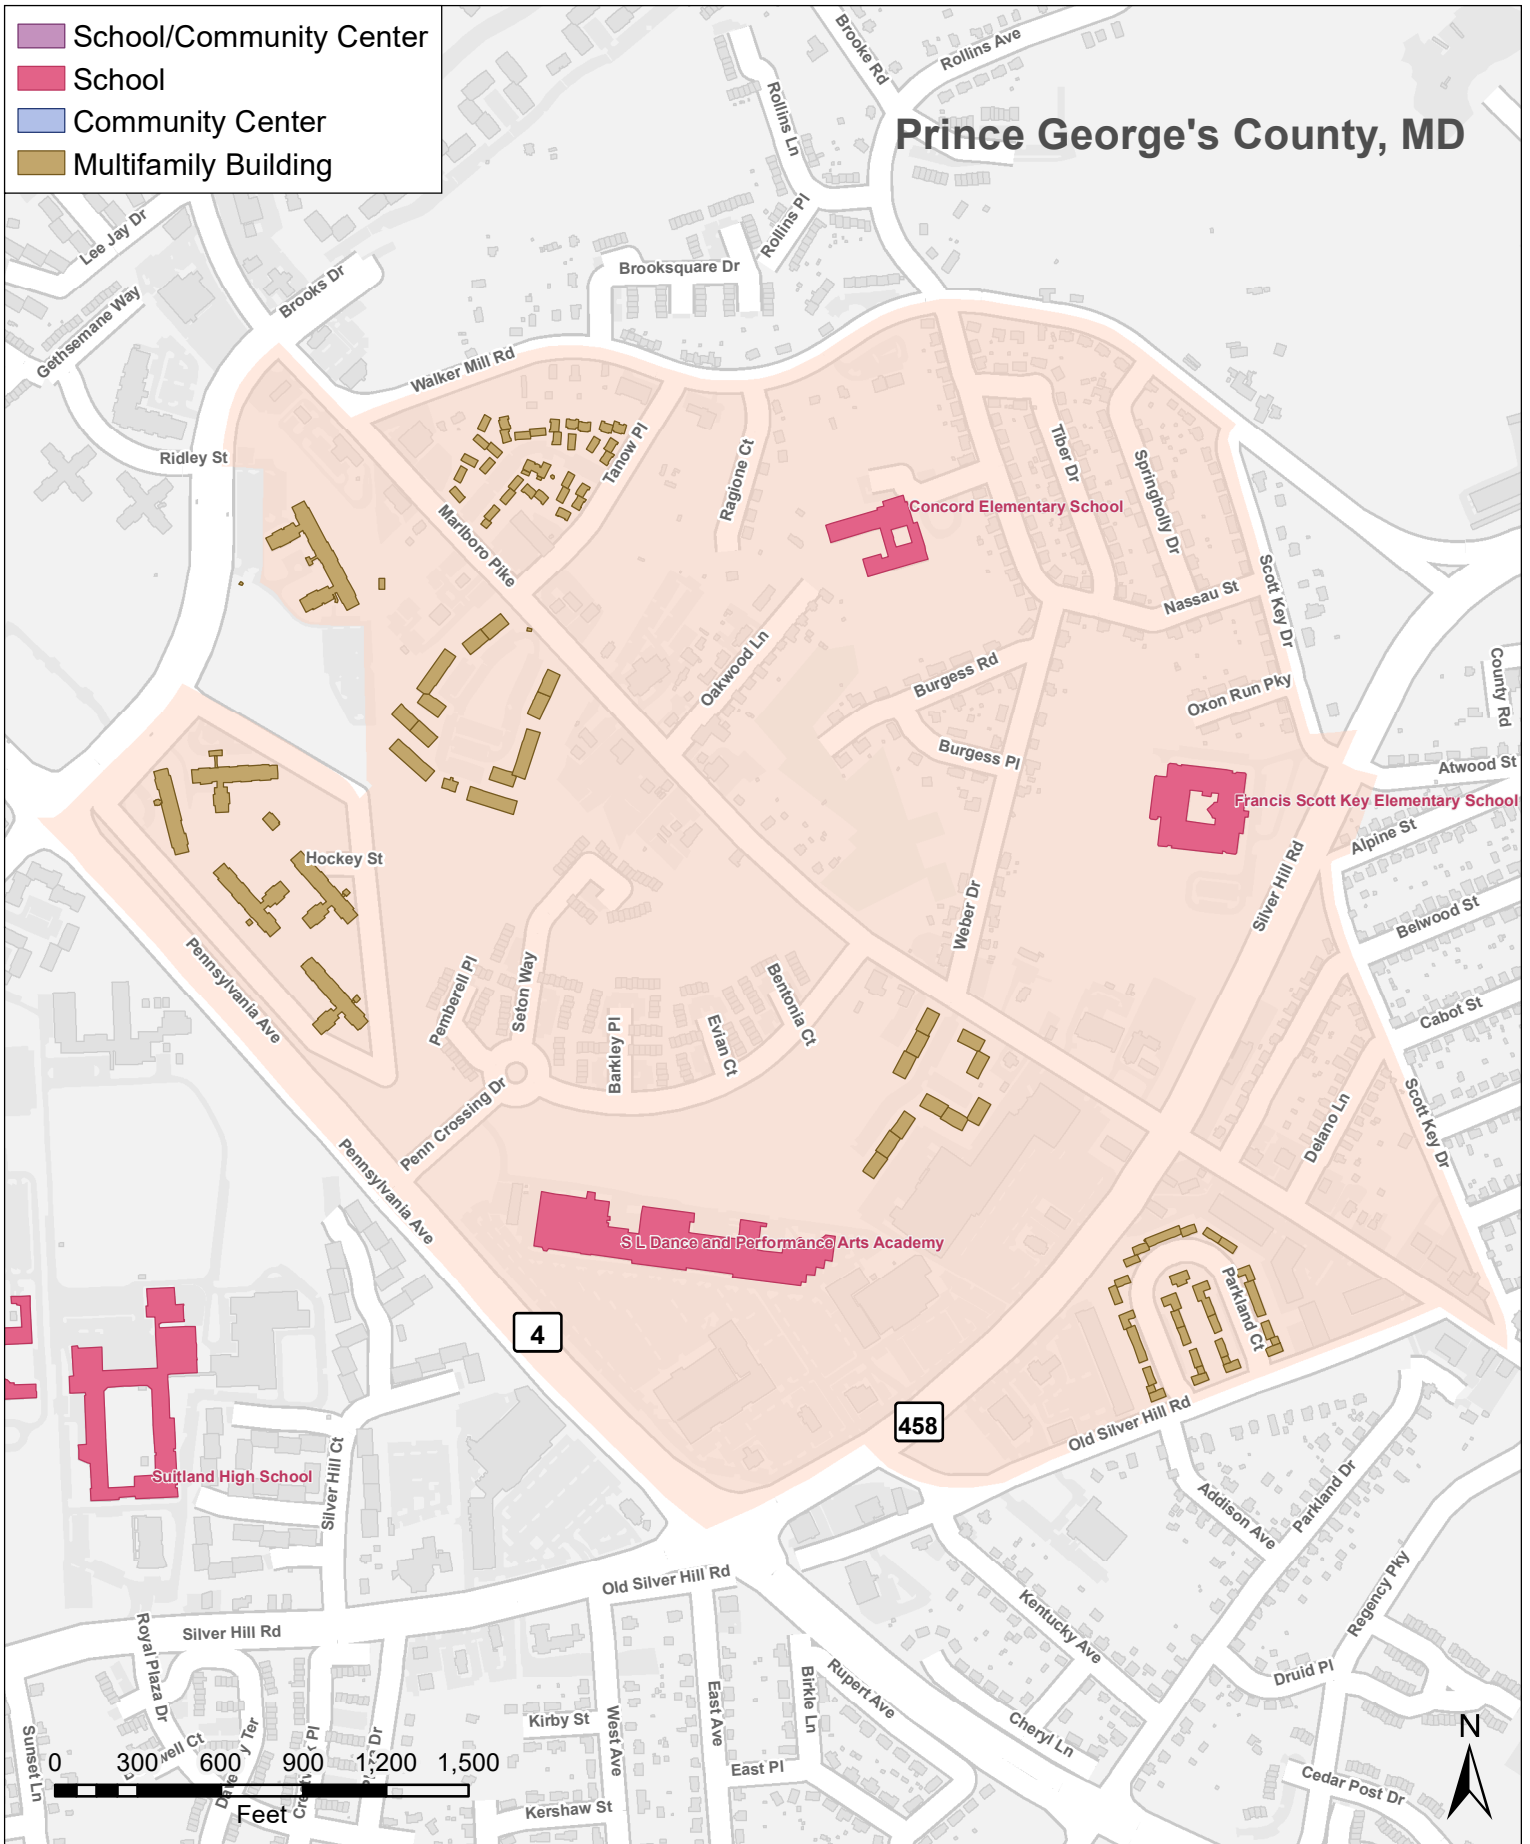 School/Community Center
School
Community Center
Multifamily Building
Prince George's County, MD
Brooke Rd
Rollins Ave
Rollins Ln
Rollins Pl
Lee Jay Dr
Brooks Dr
Brooksquare Dr
Gethsemane Way
Walker Mill Rd
Ridley St
Tanow Pl
Ragione Ct
Tiber Dr
Springholly Dr
Marlboro Pike
Concord Elementary School
Scott Key Dr
Nassau St
Oakwood Ln
Burgess Rd
Oxon Run Pky
County Rd
Burgess Pl
Atwood St
Francis Scott Key Elementary School
Alpine St
Hockey St
Silver Hill Rd
Weber Dr
Belwood St
Pennsylvania Ave
Pemberell Pl
Seton Way
Bentonia Ct
Barkley Pl
Evian Ct
Cabot St
Penn Crossing Dr
Scott Key Dr
Delano Ln
Pennsylvania Ave
S L Dance and Performance Arts Academy
4
Parkland Ct
458
Old Silver Hill Rd
Suitland High School
Silver Hill Ct
Addison Ave
Parkland Dr
Regency Pky
Old Silver Hill Rd
Silver Hill Rd
Royal Plaza Dr
Kentucky Ave
Druid Pl
Rupert Ave
Birkle Ln
East Ave
West Ave
Kirby St
Cheryl Ln
Sunset Ln
East Pl
Kershaw St
Cedar Post Dr
N
0 300 600 900 1,200 1,500
Feet